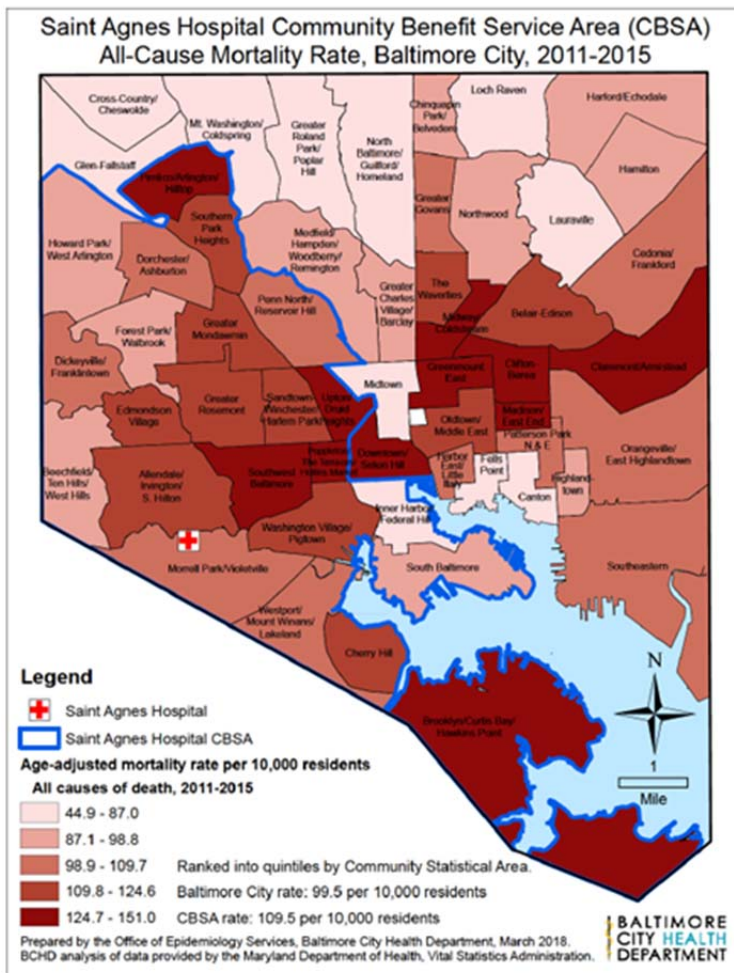 Saint Agnes Hospital Community Benefit Service Area (CBSA)
All-Cause Mortality Rate, Baltimore City, 2011-2015
Cross-Country/
Cheswolde
Mt. Washington/
Coldspring
Greater
Roland
Park/
Poplar
Hill
North
Baltimore/
Guilford/
Homeland
Chinquapin
Park/
Belvedere
Loch Raven
Harford/Echodale
Glen-Fallstaff
Pimlico/Arlington/
Hilltop
Hamilton
Greater
Govans
Northwood
Lauraville
Southern
Park
Heights
Howard Park/
West Arlington
Dorchester/
Ashburton
Medfield/
Hampden/
Woodberry/
Remington
Cedonia/
Frankford
The
Waverlies
Greater
Charles
Village/
Barclay
Penn North/
Reservoir Hill
Midway/
Coldstream
Belair-Edison
Forest Park/
Walbrook
Greater
Mondawmin
Dickeyville/
Franklintown
Midtown
Greenmount
East
Clifton-
Berea
Claremont/Armistead
Greater
Rosemont
Sandtown-
Winchester/
Harlem Park
Upton/
Druid
Heights
Edmondson
Village
Madison/
East End
Oldtown/
Middle East
Patterson Park
N & E
Orangeville/
East Highlandtown
Beechfield/
Ten Hills/
West Hills
Allendale/
Irvington/
S. Hilton
Southwest
Baltimore
Poppleton/
The Terraces/
Hollins Market
Downtown/
Seton Hill
Harbor
East/
Little
Italy
Fells
Point
Canton
Highland-
town
Inner Harbor/
Federal Hill
Washington Village/
Pigtown
Morrell Park/Violetville
South Baltimore
Southeastern
Westport/
Mount Winans/
Lakeland
Cherry Hill
Brooklyn/Curtis Bay/
Hawkins Point
N
1
Mile
Legend
Saint Agnes Hospital
Saint Agnes Hospital CBSA
Age-adjusted mortality rate per 10,000 residents
All causes of death, 2011-2015
44.9 - 87.0
87.1 - 98.8
98.9 - 109.7 Ranked into quintiles by Community Statistical Area.
109.8 - 124.6 Baltimore City rate: 99.5 per 10,000 residents
124.7 - 151.0 CBSA rate: 109.5 per 10,000 residents
Prepared by the Office of Epidemiology Services, Baltimore City Health Department, March 2018.
BCHD analysis of data provided by the Maryland Department of Health, Vital Statistics Administration.
BALTIMORE
CITY HEALTH
DEPARTMENT